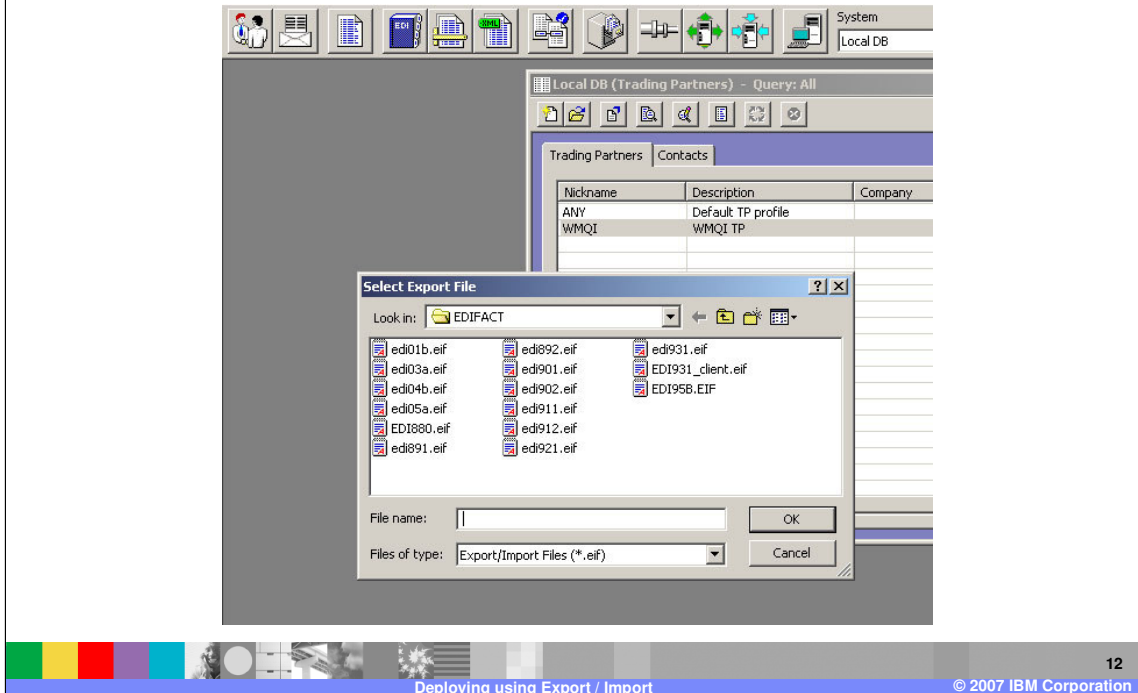 System
EDI
XML
Local DB
Local DB (Trading Partners) - Query: All
Trading Partners
Contacts
Nickname
Description
Company
ANY
Default TP profile
WMQI
WMQI TP
Select Export File
Look in:
EDIFACT
edi01b.eif
edi03a.eif
edi04b.eif
edi05a.eif
EDI880.eif
edi891.eif
edi892.eif
edi901.eif
edi902.eif
edi911.eif
edi912.eif
edi921.eif
edi931.eif
EDI931_client.eif
EDI95B.EIF
File name:
OK
Files of type:
Export/Import Files (*.eif)
Cancel
12
Deploying using Export / Import
© 2007 IBM Corporation